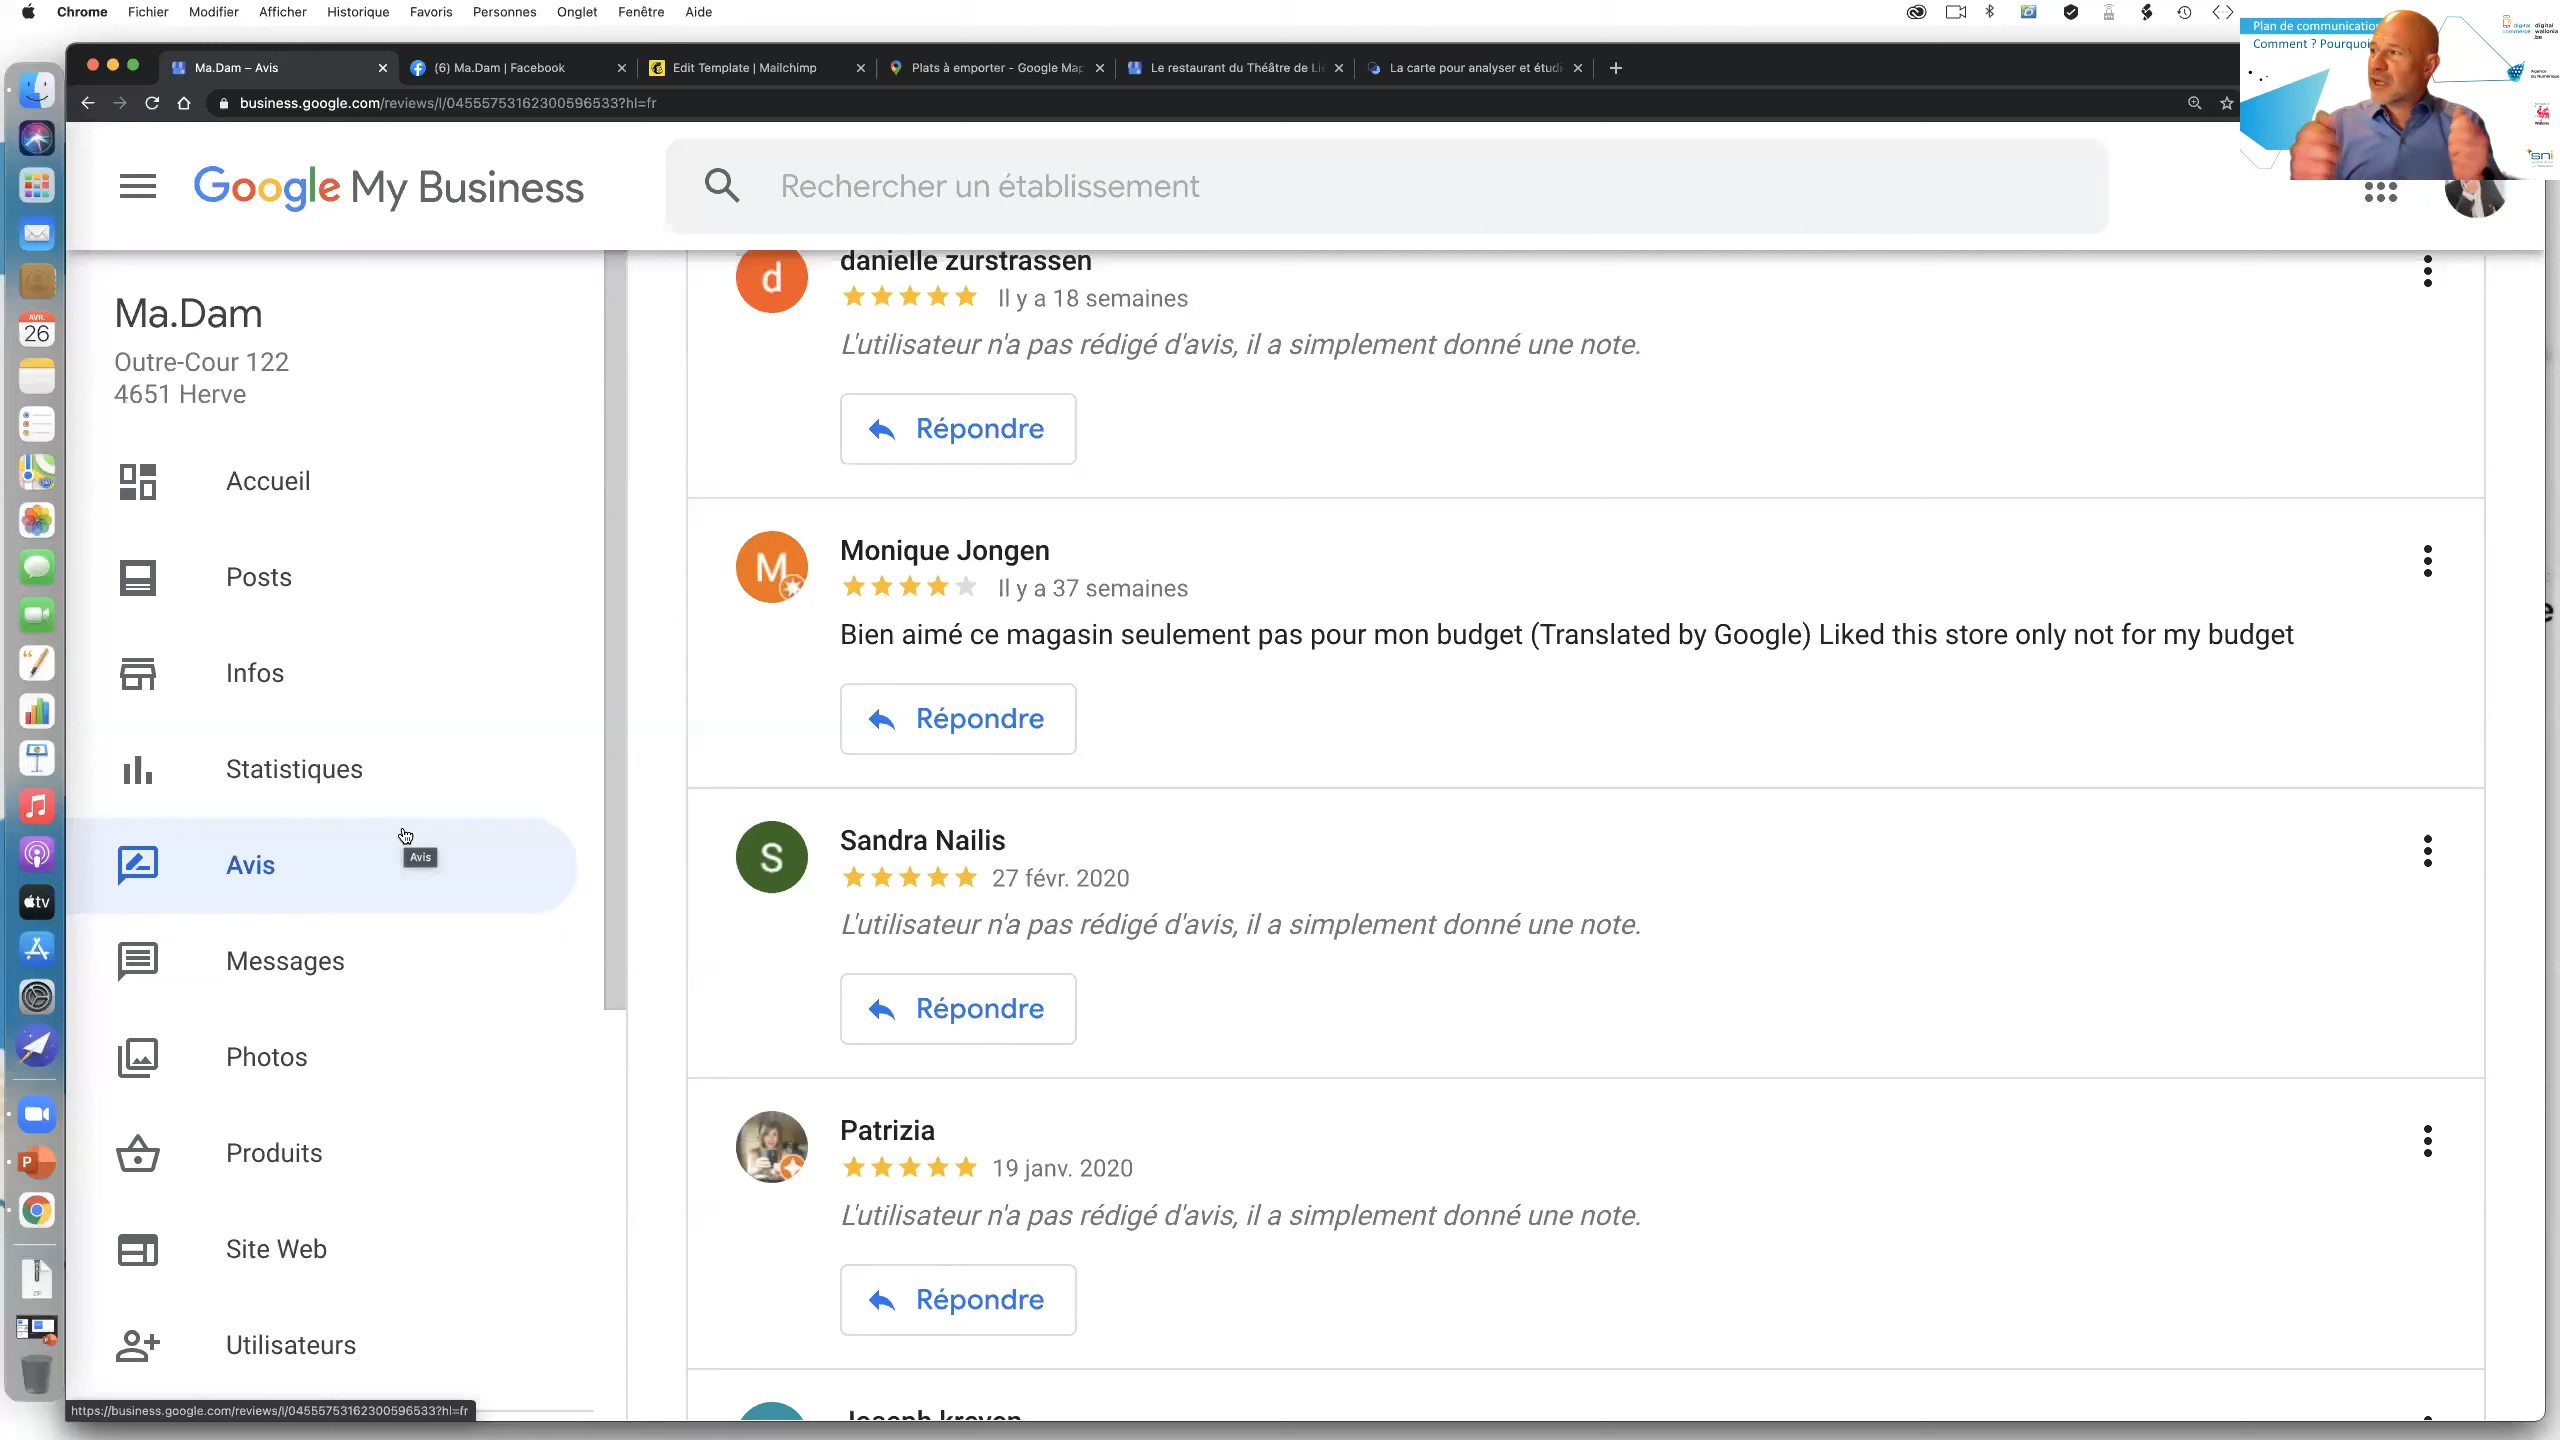 Chrome Fichier Modifier Afficher Historique Favoris Personnes Onglet Fenêtre Aide
Plan de communication
Comment ? Pourquoi
Ma.Dam – Avis
(6) Ma.Dam | Facebook
Edit Template | Mailchimp
Plats à emporter - Google Map
Le restaurant du Théâtre de Li
La carte pour analyser et étudi
business.google.com/reviews/l/04555753162300596533?hl=fr
Google My Business
Rechercher un établissement
Ma.Dam
Outre-Cour 122
4651 Herve
Accueil
Posts
Infos
Statistiques
Avis
Avis
Messages
Photos
Produits
Site Web
Utilisateurs
https://business.google.com/reviews/l/04555753162300596533?hl=fr
d
danielle zurstrassen
Il y a 18 semaines
L'utilisateur n'a pas rédigé d'avis, il a simplement donné une note.
Répondre
M
Monique Jongen
Il y a 37 semaines
Bien aimé ce magasin seulement pas pour mon budget (Translated by Google) Liked this store only not for my budget
Répondre
S
Sandra Nailis
27 févr. 2020
L'utilisateur n'a pas rédigé d'avis, il a simplement donné une note.
Répondre
Patrizia
19 janv. 2020
L'utilisateur n'a pas rédigé d'avis, il a simplement donné une note.
Répondre
AVR.
26
tv
P
ZIP
sni